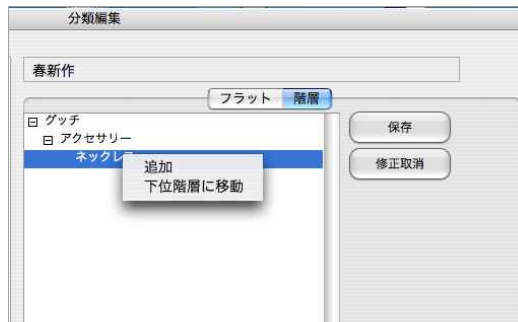 分類編集
春新作
フラット 階層
グッチ
アクセサリー
ネックレス
追加
下位階層に移動
保存
修正取消